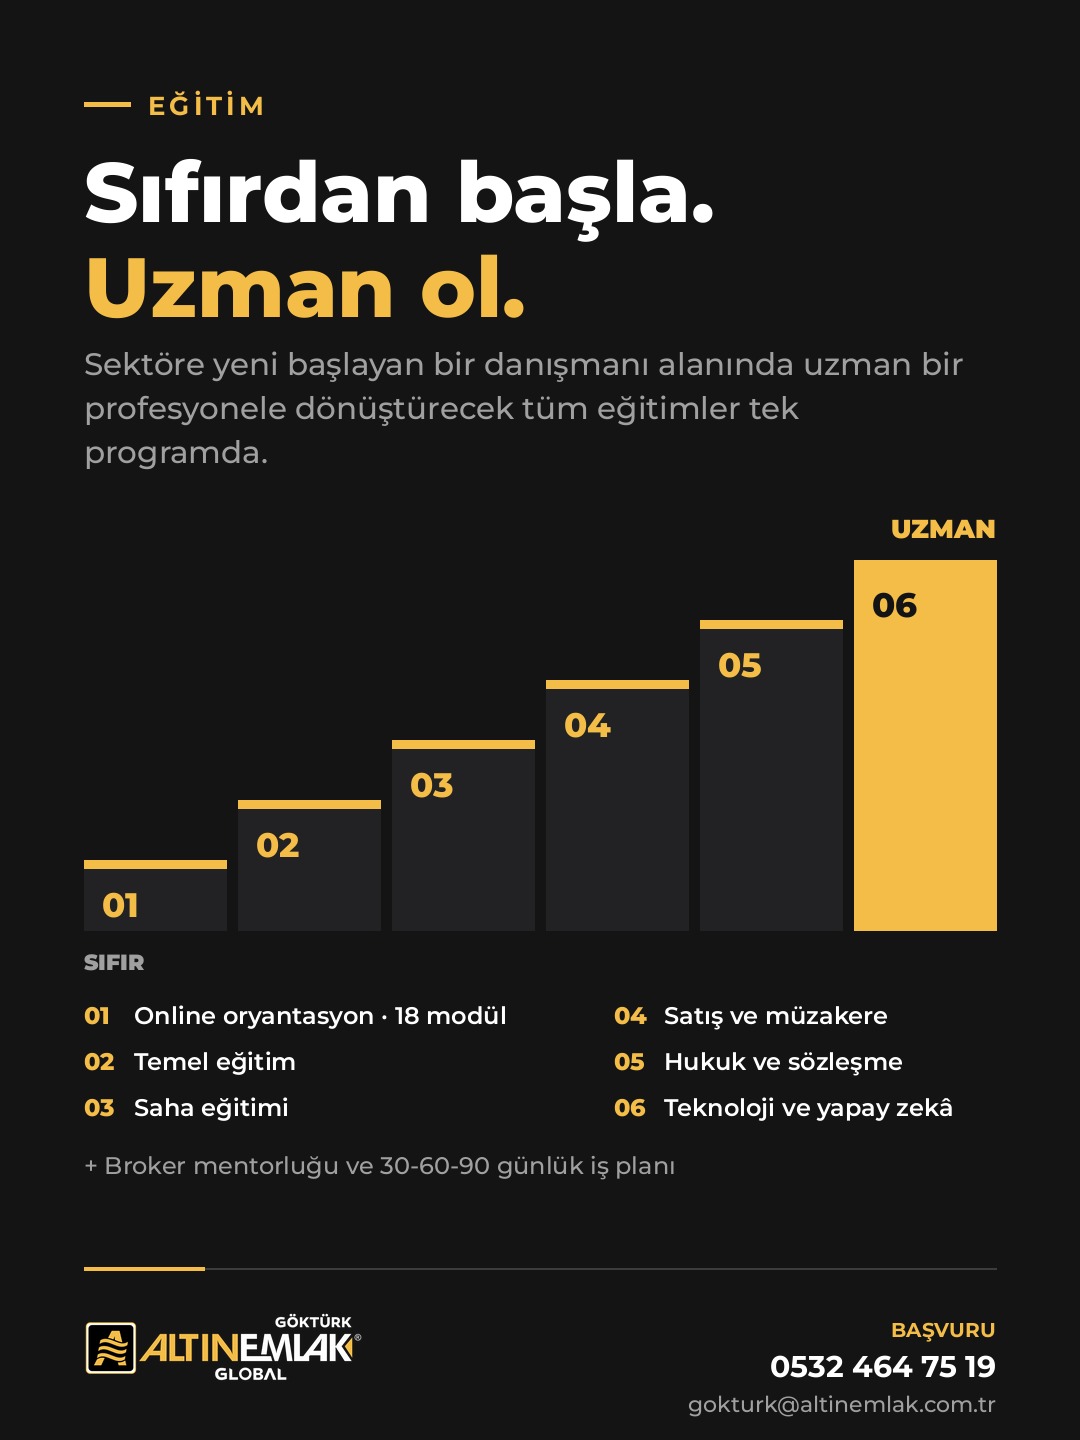 EĞİTİM
Sıfırdan başla.
Uzman ol.
Sektöre yeni başlayan bir danışmanı alanında uzman bir
profesyonele dönüştürecek tüm eğitimler tek
programda.
UZMAN
06
05
04
03
02
01
SIFIR
01 Online oryantasyon · 18 modül
02 Temel eğitim
03 Saha eğitimi
04 Satış ve müzakere
05 Hukuk ve sözleşme
06 Teknoloji ve yapay zekâ
+ Broker mentorluğu ve 30-60-90 günlük iş planı
GÖKTÜRK
ALTINEMLAK®
GLOBAL
BAŞVURU
0532 464 75 19
gokturk@altinemlak.com.tr